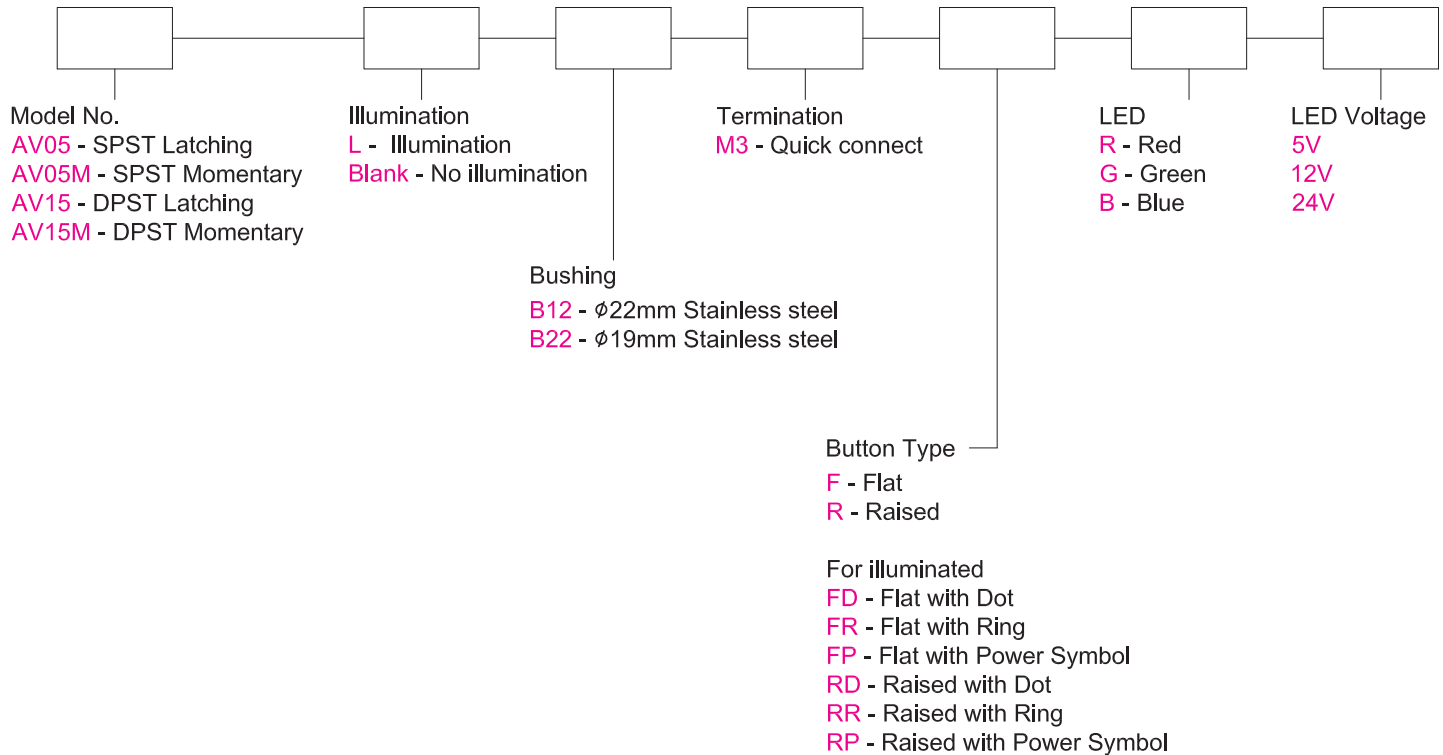 Model No.
AV05 - SPST Latching
AV05M - SPST Momentary
AV15 - DPST Latching
AV15M - DPST Momentary
Illumination
L - Illumination
Blank - No illumination
Bushing
B12 - ϕ22mm Stainless steel
B22 - ϕ19mm Stainless steel
Termination
M3 - Quick connect
Button Type
F - Flat
R - Raised
For illuminated
FD - Flat with Dot
FR - Flat with Ring
FP - Flat with Power Symbol
RD - Raised with Dot
RR - Raised with Ring
RP - Raised with Power Symbol
LED
R - Red
G - Green
B - Blue
LED Voltage
5V
12V
24V